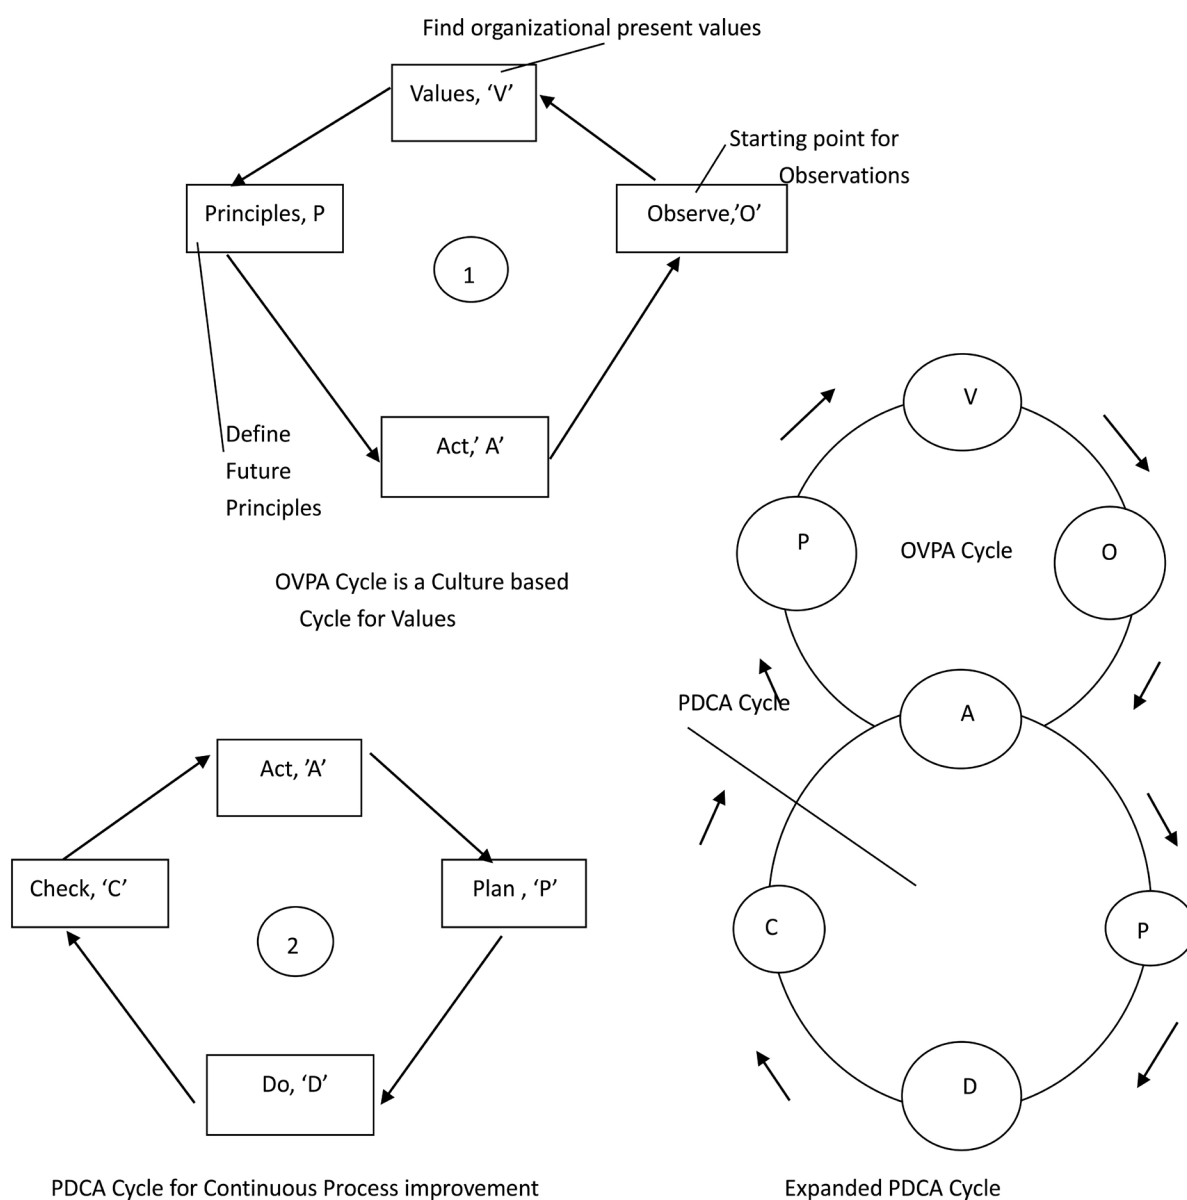 Find organizational present values
Values, ‘V’
Starting point for
Observations
Principles, P
Observe,’O’
1
Define
Future
Principles
Act,’ A’
OVPA Cycle is a Culture based
Cycle for Values
V
P
OVPA Cycle
O
PDCA Cycle
A
Act, ’A’
Check, ‘C’
Plan , ‘P’
2
C
P
Do, ‘D’
D
PDCA Cycle for Continuous Process improvement
Expanded PDCA Cycle